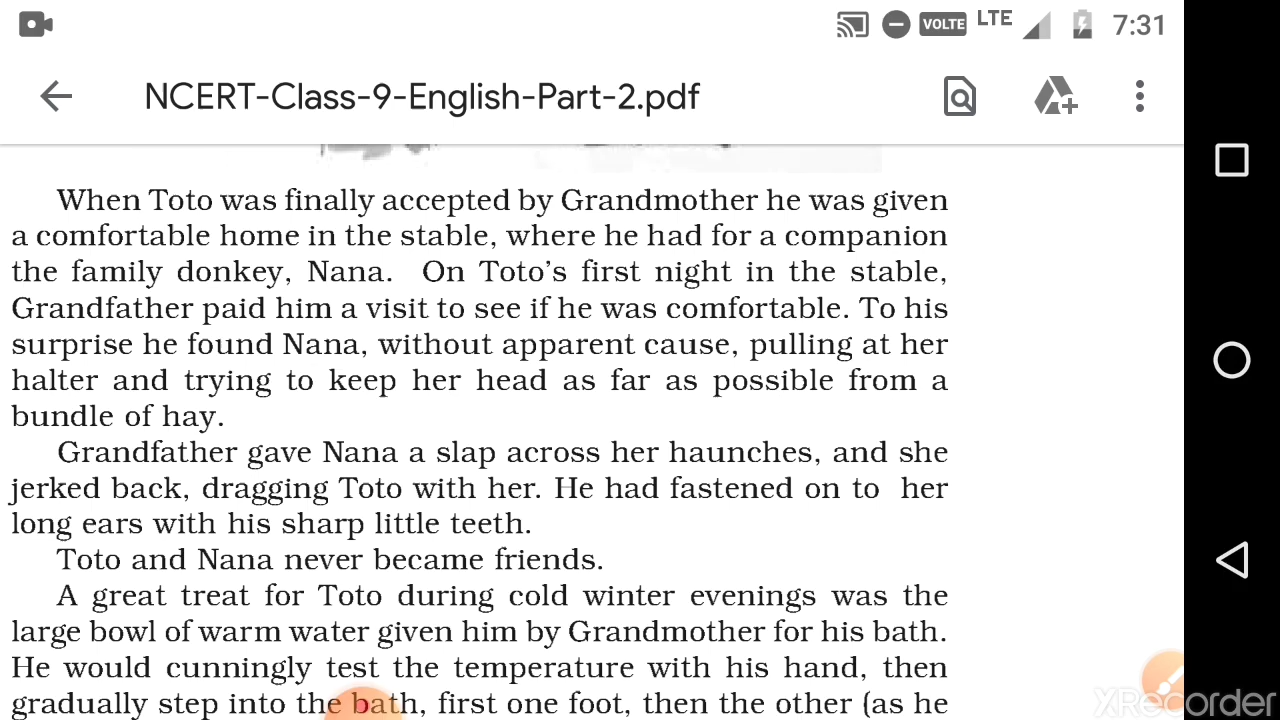 VOLTE LTE 7:31
NCERT-Class-9-English-Part-2.pdf
When Toto was finally accepted by Grandmother he was given
a comfortable home in the stable, where he had for a companion
the family donkey, Nana. On Toto's first night in the stable,
Grandfather paid him a visit to see if he was comfortable. To his
surprise he found Nana, without apparent cause, pulling at her
halter and trying to keep her head as far as possible from a
bundle of hay.
Grandfather gave Nana a slap across her haunches, and she
jerked back, dragging Toto with her. He had fastened on to her
long ears with his sharp little teeth.
Toto and Nana never became friends.
A great treat for Toto during cold winter evenings was the
large bowl of warm water given him by Grandmother for his bath.
He would cunningly test the temperature with his hand, then
gradually step into the bath, first one foot, then the other (as he
XRecorder